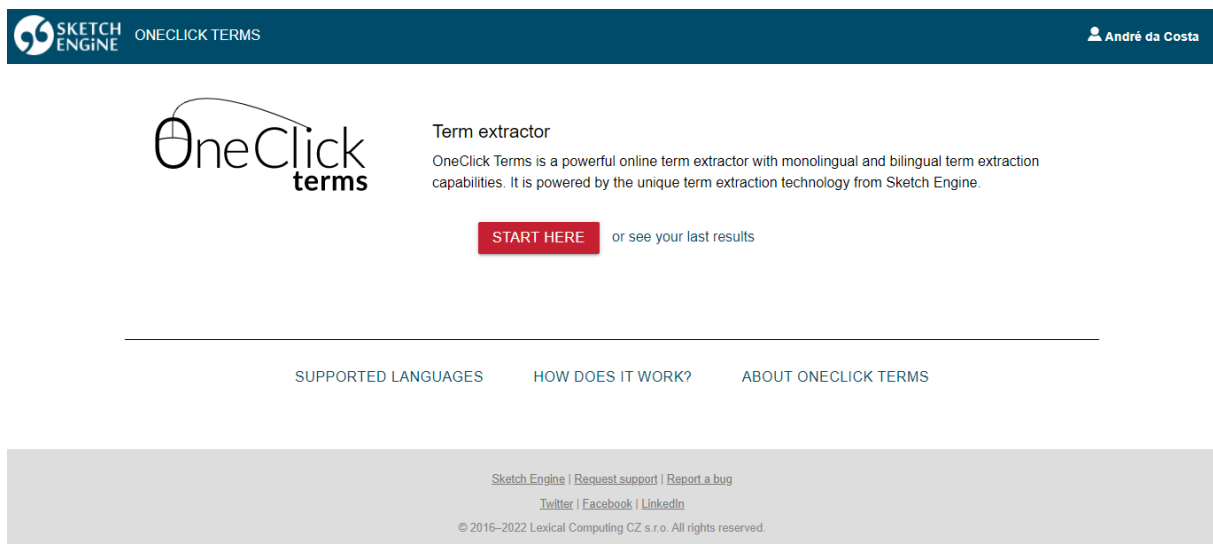 SKETCH
ENGINE
ONECLICK TERMS
André da Costa
OneClick
terms
Term extractor
OneClick Terms is a powerful online term extractor with monolingual and bilingual term extraction
capabilities. It is powered by the unique term extraction technology from Sketch Engine.
START HERE or see your last results
SUPPORTED LANGUAGES HOW DOES IT WORK? ABOUT ONECLICK TERMS
Sketch Engine | Request support | Report a bug
Twitter | Facebook | LinkedIn
© 2016–2022 Lexical Computing CZ s.r.o. All rights reserved.